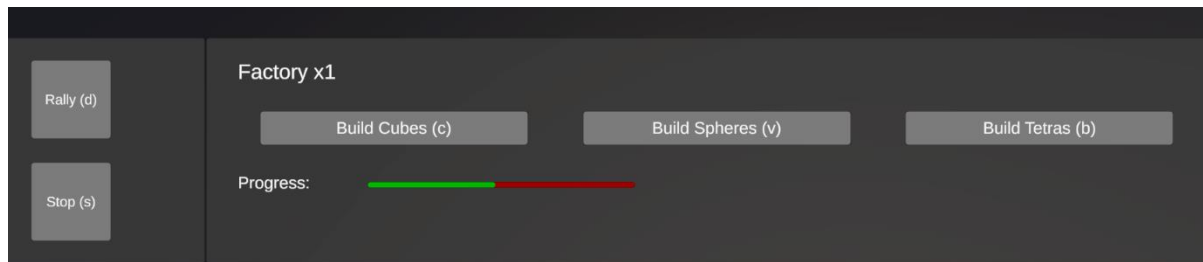 Rally (d)
Stop (s)
Factory x1
Build Cubes (c)
Build Spheres (v)
Build Tetras (b)
Progress: